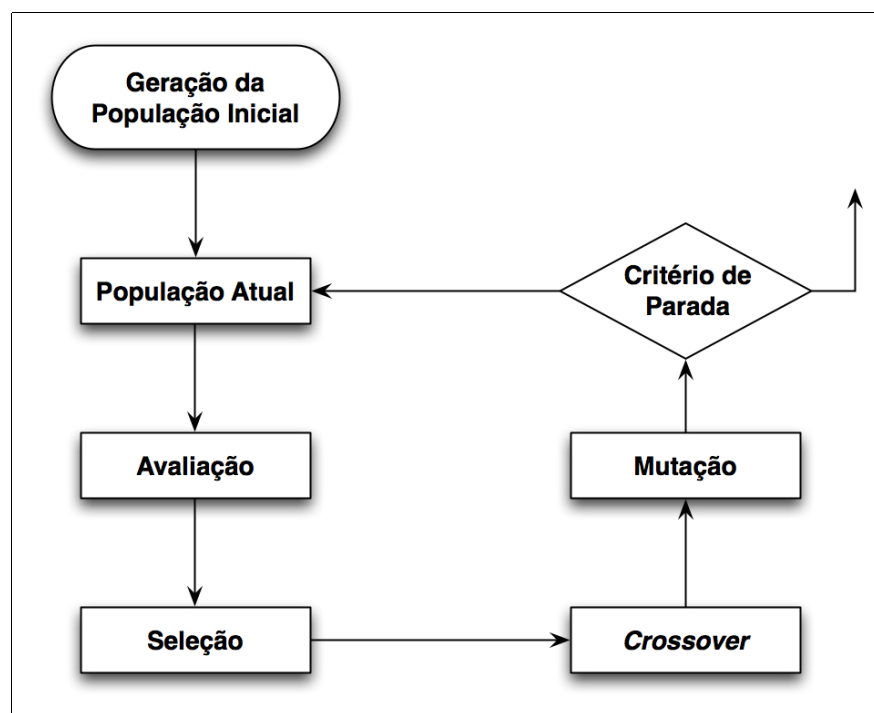 Geração da
População Inicial
População Atual
Critério de
Parada
Avaliação
Mutação
Seleção
Crossover